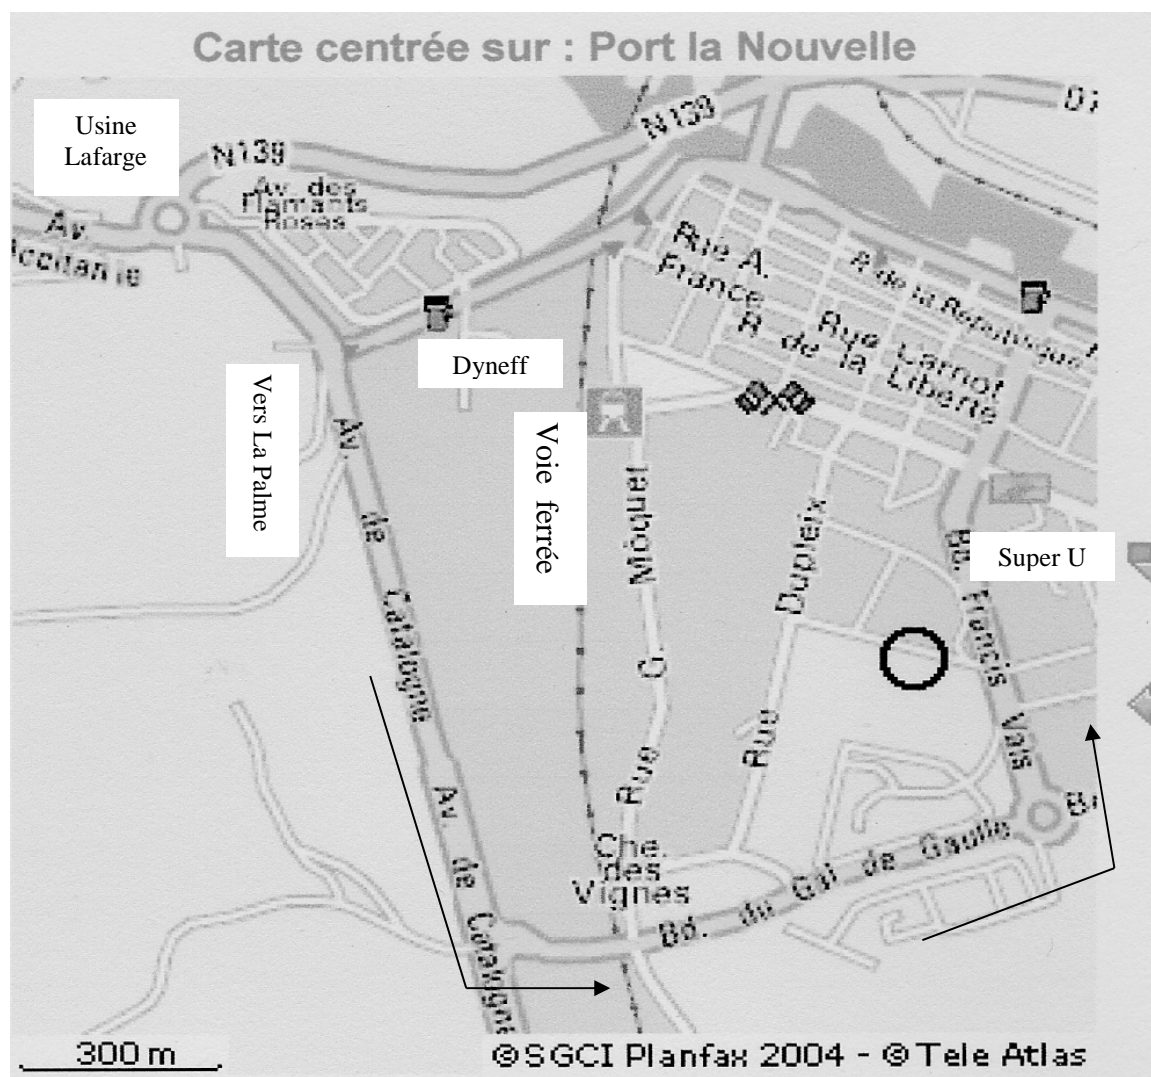 Carte centrée sur : Port la Nouvelle
Usine
Lafarge
N139
N139
Av. des
Flamants
Roses
Av.
Occitanie
Rue A.
France
R. de la Republique
Rue Carnot
R. de la Liberté
Dyneff
Vers La Palme
Voie ferrée
Av. de Catalogne
Av. de Catalogne
Rue G. Moquet
Rue Dupleix
Super U
Bd. Francis Vals
Che.
des
Vignes
Bd. du Gal de Gaulle
300 m
©SGCI Planfax 2004 - © Tele Atlas